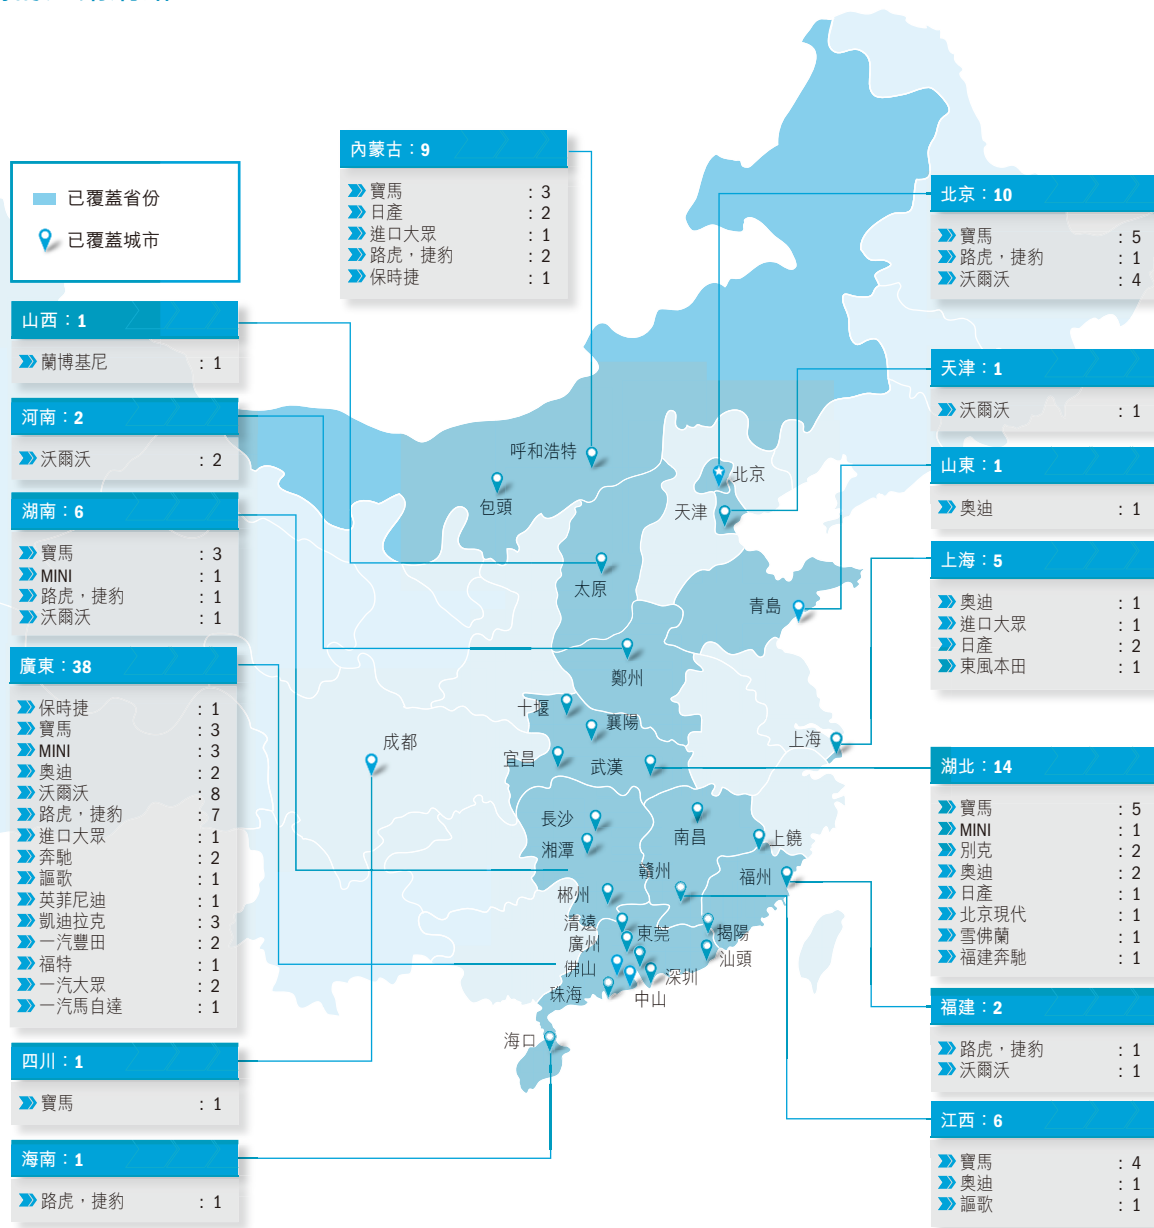 已覆蓋省份
已覆蓋城市
內蒙古：9
寶馬 : 3
日產 : 2
進口大眾 : 1
路虎，捷豹 : 2
保時捷 : 1
山西：1
蘭博基尼 : 1
河南：2
沃爾沃 : 2
湖南：6
寶馬 : 3
MINI : 1
路虎，捷豹 : 1
沃爾沃 : 1
廣東：38
保時捷 : 1
寶馬 : 3
MINI : 3
奧迪 : 2
沃爾沃 : 8
路虎，捷豹 : 7
進口大眾 : 1
奔馳 : 2
謳歌 : 1
英菲尼迪 : 1
凱迪拉克 : 3
一汽豐田 : 2
福特 : 1
一汽大眾 : 2
一汽馬自達 : 1
四川：1
寶馬 : 1
海南：1
路虎，捷豹 : 1
呼和浩特
包頭
北京
天津
太原
青島
鄭州
十堰
襄陽
成都
宜昌
武漢
上海
長沙
南昌
湘潭
上饒
贛州
福州
郴州
清遠
東莞
揭陽
廣州
汕頭
佛山
深圳
珠海
中山
海口
北京：10
寶馬 : 5
路虎，捷豹 : 1
沃爾沃 : 4
天津：1
沃爾沃 : 1
山東：1
奧迪 : 1
上海：5
奧迪 : 1
進口大眾 : 1
日產 : 2
東風本田 : 1
湖北：14
寶馬 : 5
MINI : 1
別克 : 2
奧迪 : 2
日產 : 1
北京現代 : 1
雪佛蘭 : 1
福建奔馳 : 1
福建：2
路虎，捷豹 : 1
沃爾沃 : 1
江西：6
寶馬 : 4
奧迪 : 1
謳歌 : 1